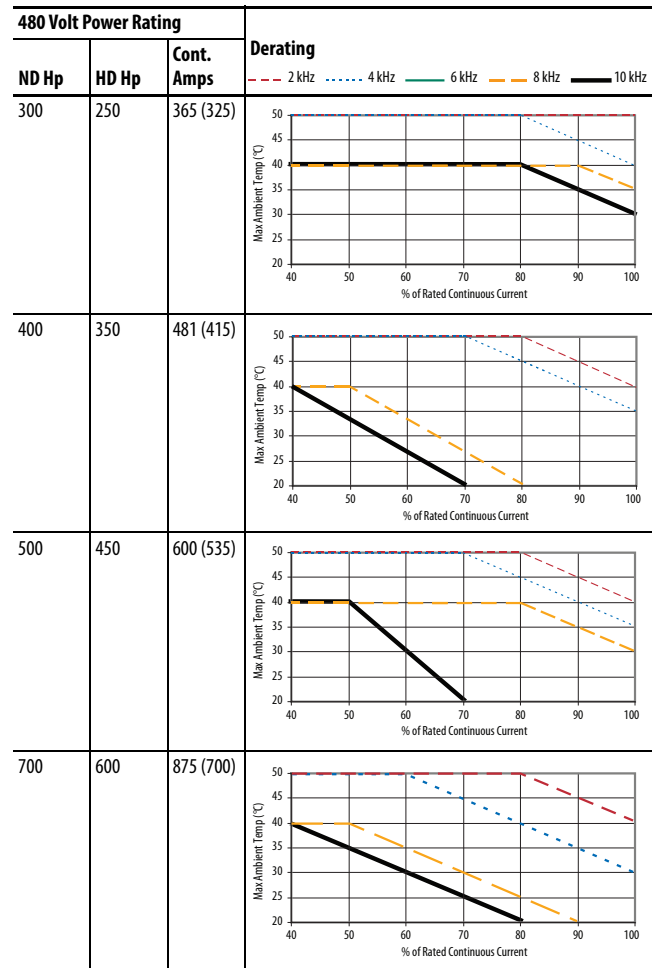 480 Volt Power Rating
ND Hp HD Hp Cont. Amps Derating
2 kHz 4 kHz 6 kHz 8 kHz 10 kHz
300 250 365 (325)
Max Ambient Temp (°C)
50
45
40
35
30
25
20
40 50 60 70 80 90 100
% of Rated Continuous Current
400 350 481 (415)
Max Ambient Temp (°C)
50
45
40
35
30
25
20
40 50 60 70 80 90 100
% of Rated Continuous Current
500 450 600 (535)
Max Ambient Temp (°C)
50
45
40
35
30
25
20
40 50 60 70 80 90 100
% of Rated Continuous Current
700 600 875 (700)
Max Ambient Temp (°C)
50
45
40
35
30
25
20
40 50 60 70 80 90 100
% of Rated Continuous Current